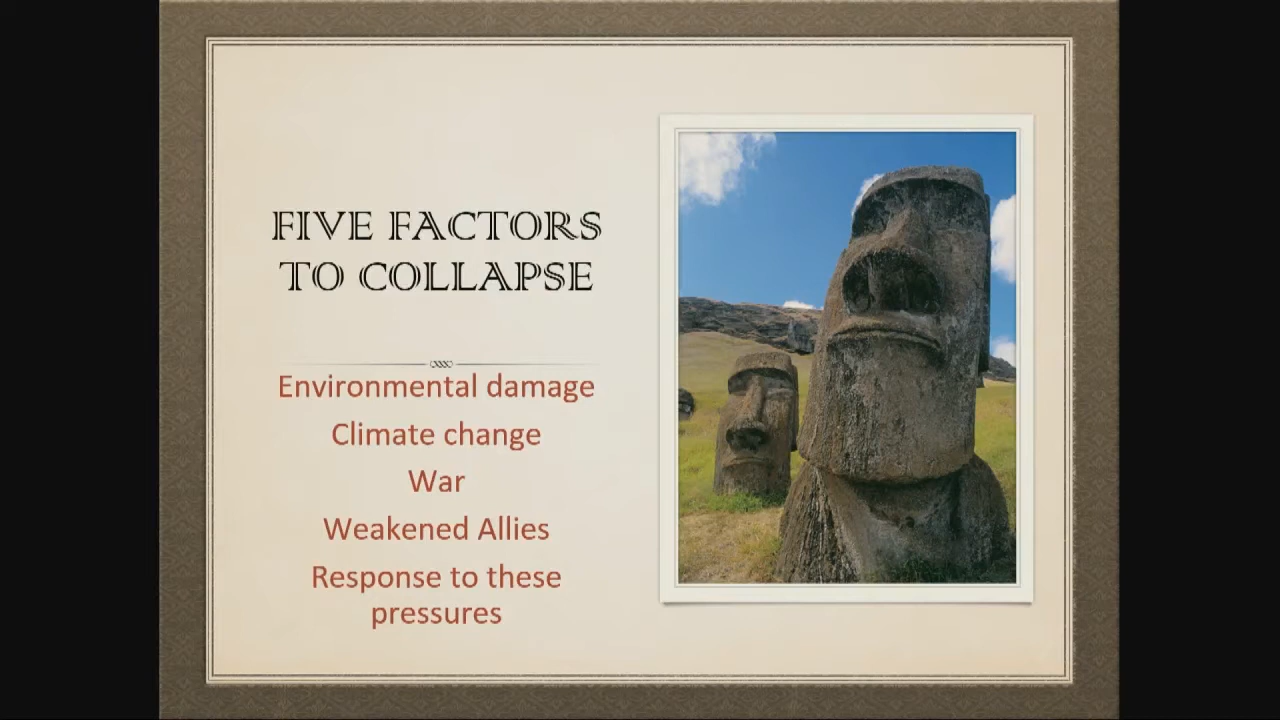 FIVE FACTORS
TO COLLAPSE
Environmental damage
Climate change
War
Weakened Allies
Response to these
pressures